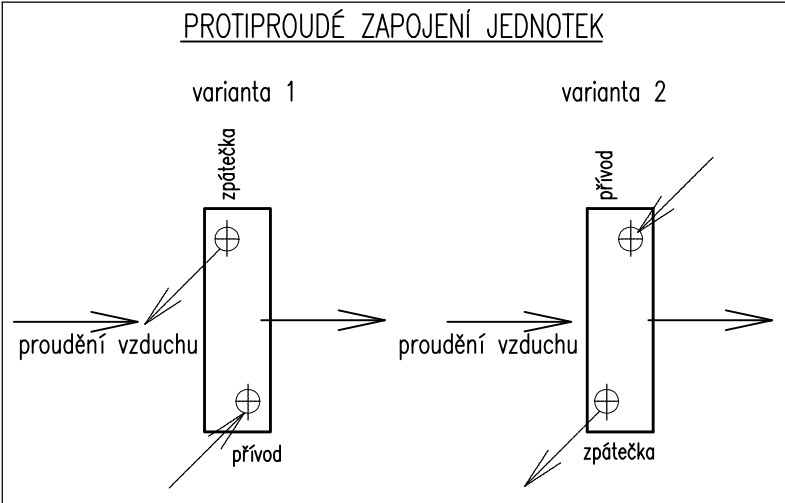 PROTIPROUDÉ ZAPOJENÍ JEDNOTEK
varianta 1
zpátečka
proudění vzduchu
přívod
varianta 2
přívod
proudění vzduchu
zpátečka